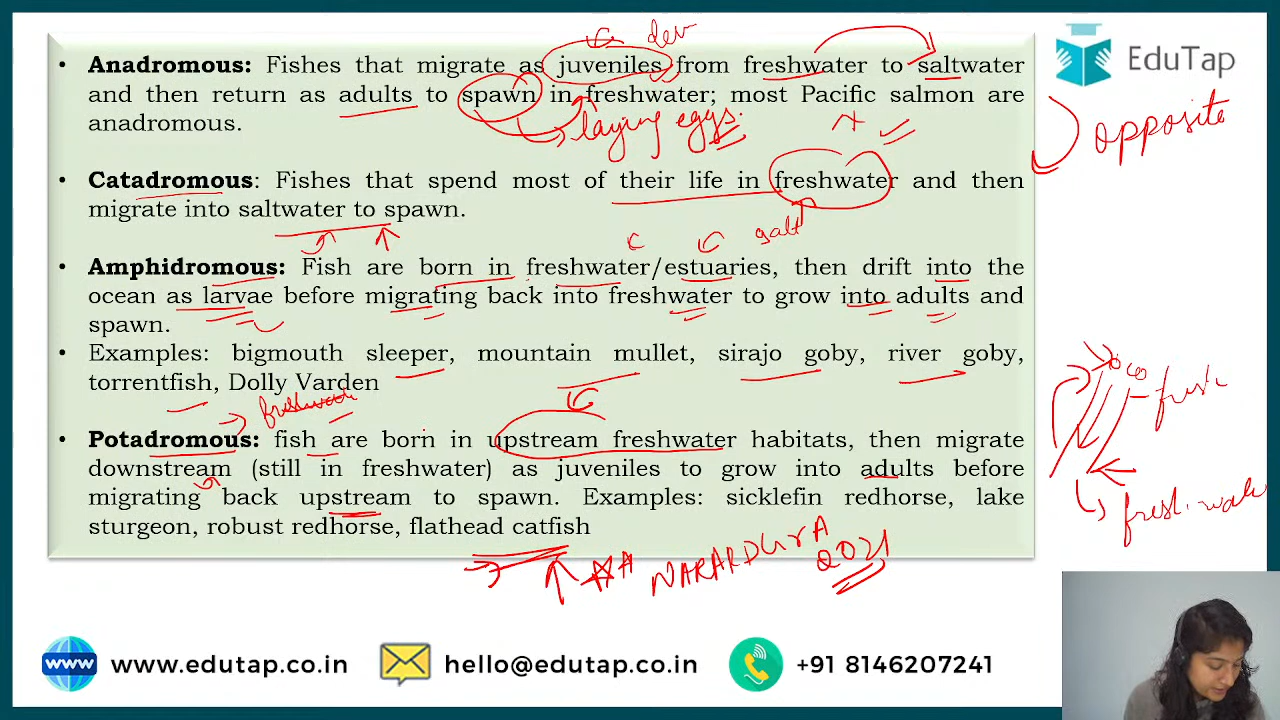 EduTap
dev
• Anadromous: Fishes that migrate as juveniles from freshwater to saltwater
and then return as adults to spawn in freshwater; most Pacific salmon are
anadromous.
laying eggs.
opposite
• Catadromous: Fishes that spend most of their life in freshwater and then
migrate into saltwater to spawn.
salt
• Amphidromous: Fish are born in freshwater/estuaries, then drift into the
ocean as larvae before migrating back into freshwater to grow into adults and
spawn.
• Examples: bigmouth sleeper, mountain mullet, sirajo goby, river goby,
torrentfish, Dolly Varden
fresh
• Potadromous: fish are born in upstream freshwater habitats, then migrate
downstream (still in freshwater) as juveniles to grow into adults before
migrating back upstream to spawn. Examples: sicklefin redhorse, lake
sturgeon, robust redhorse, flathead catfish
2021
www www.edutap.co.in hello@edutap.co.in +91 8146207241